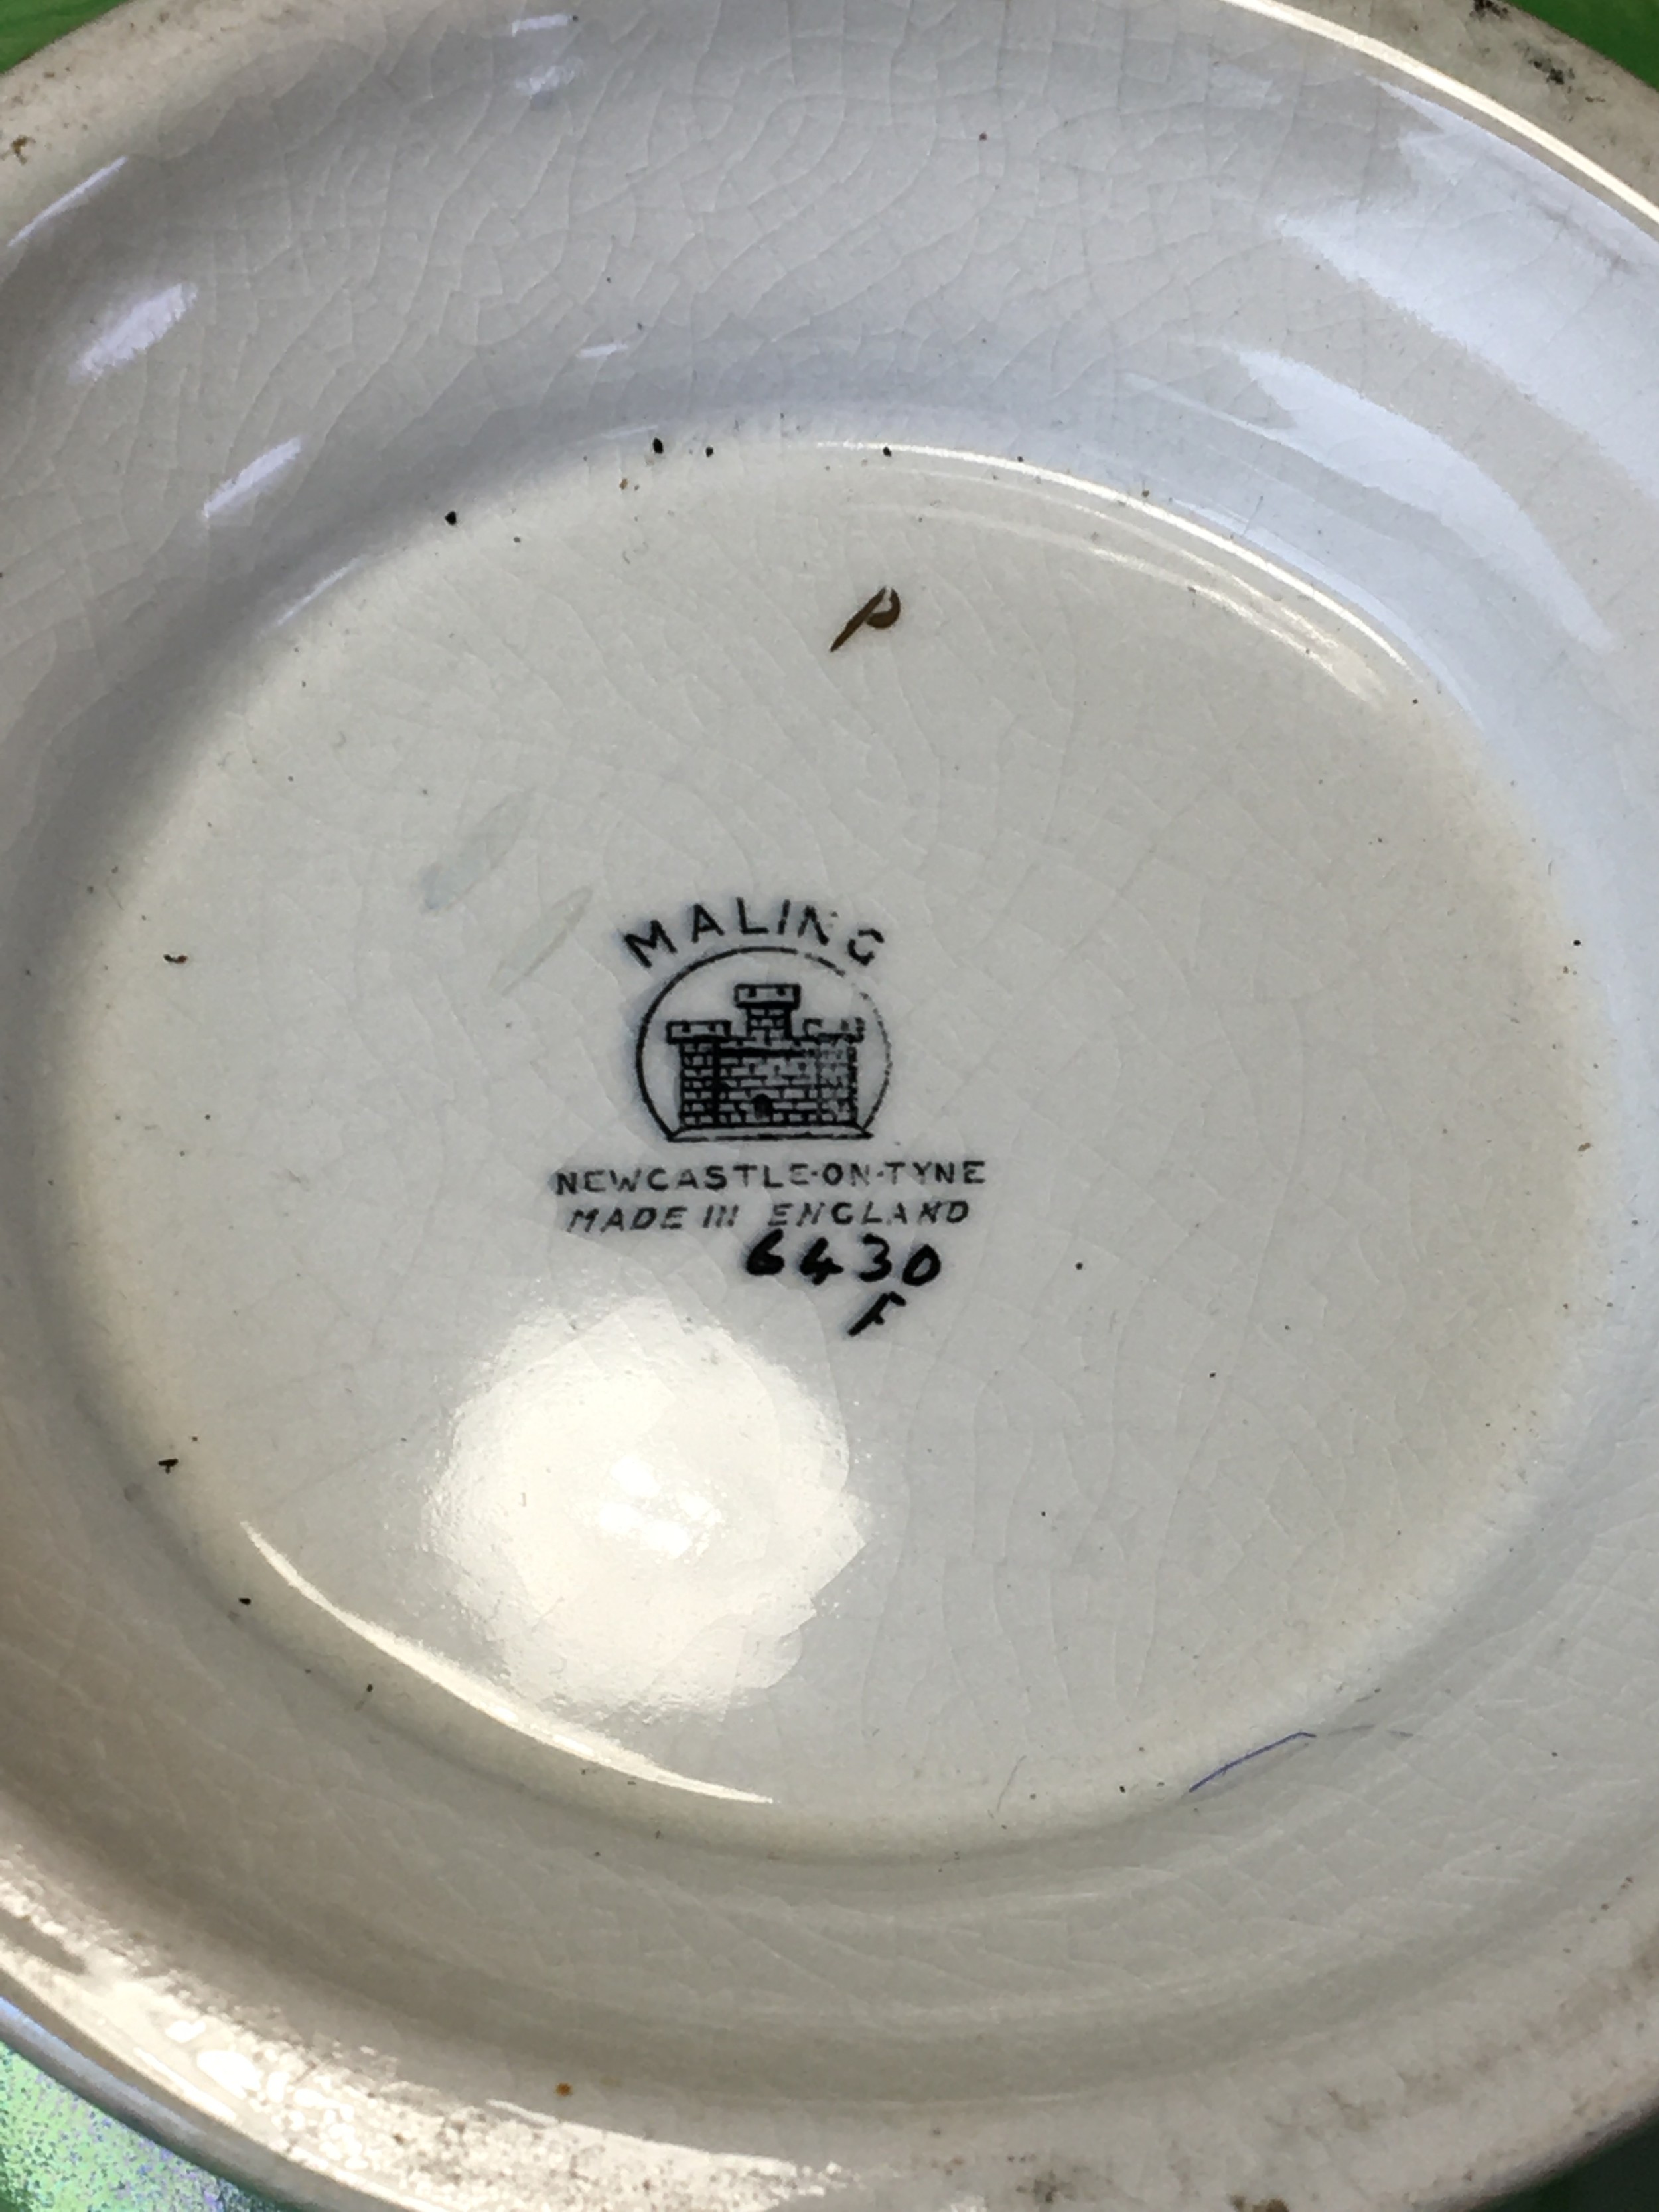 P
MALING
NEWCASTLE-ON-TYNE
MADE IN ENGLAND
6430
F